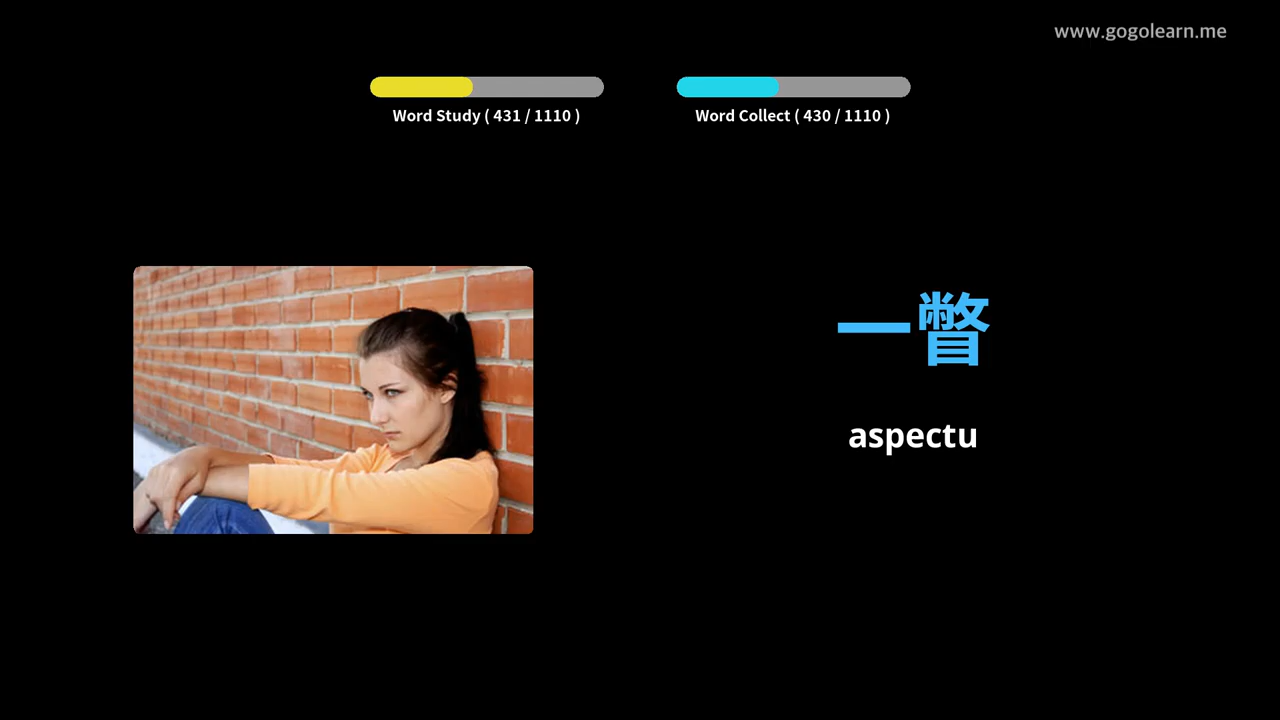 www.gogolearn.me
Word Study ( 431 / 1110 )
Word Collect ( 430 / 1110 )
一瞥
aspectu